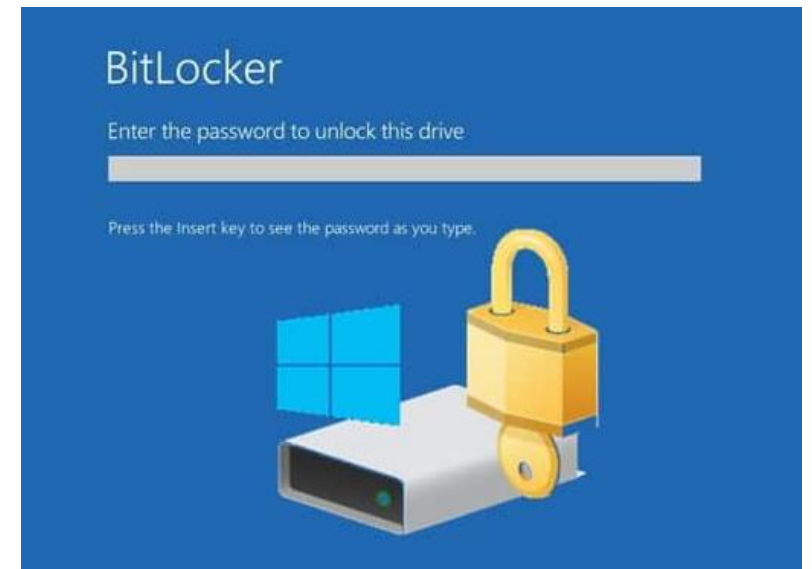 BitLocker
Enter the password to unlock this drive
Press the Insert key to see the password as you type.